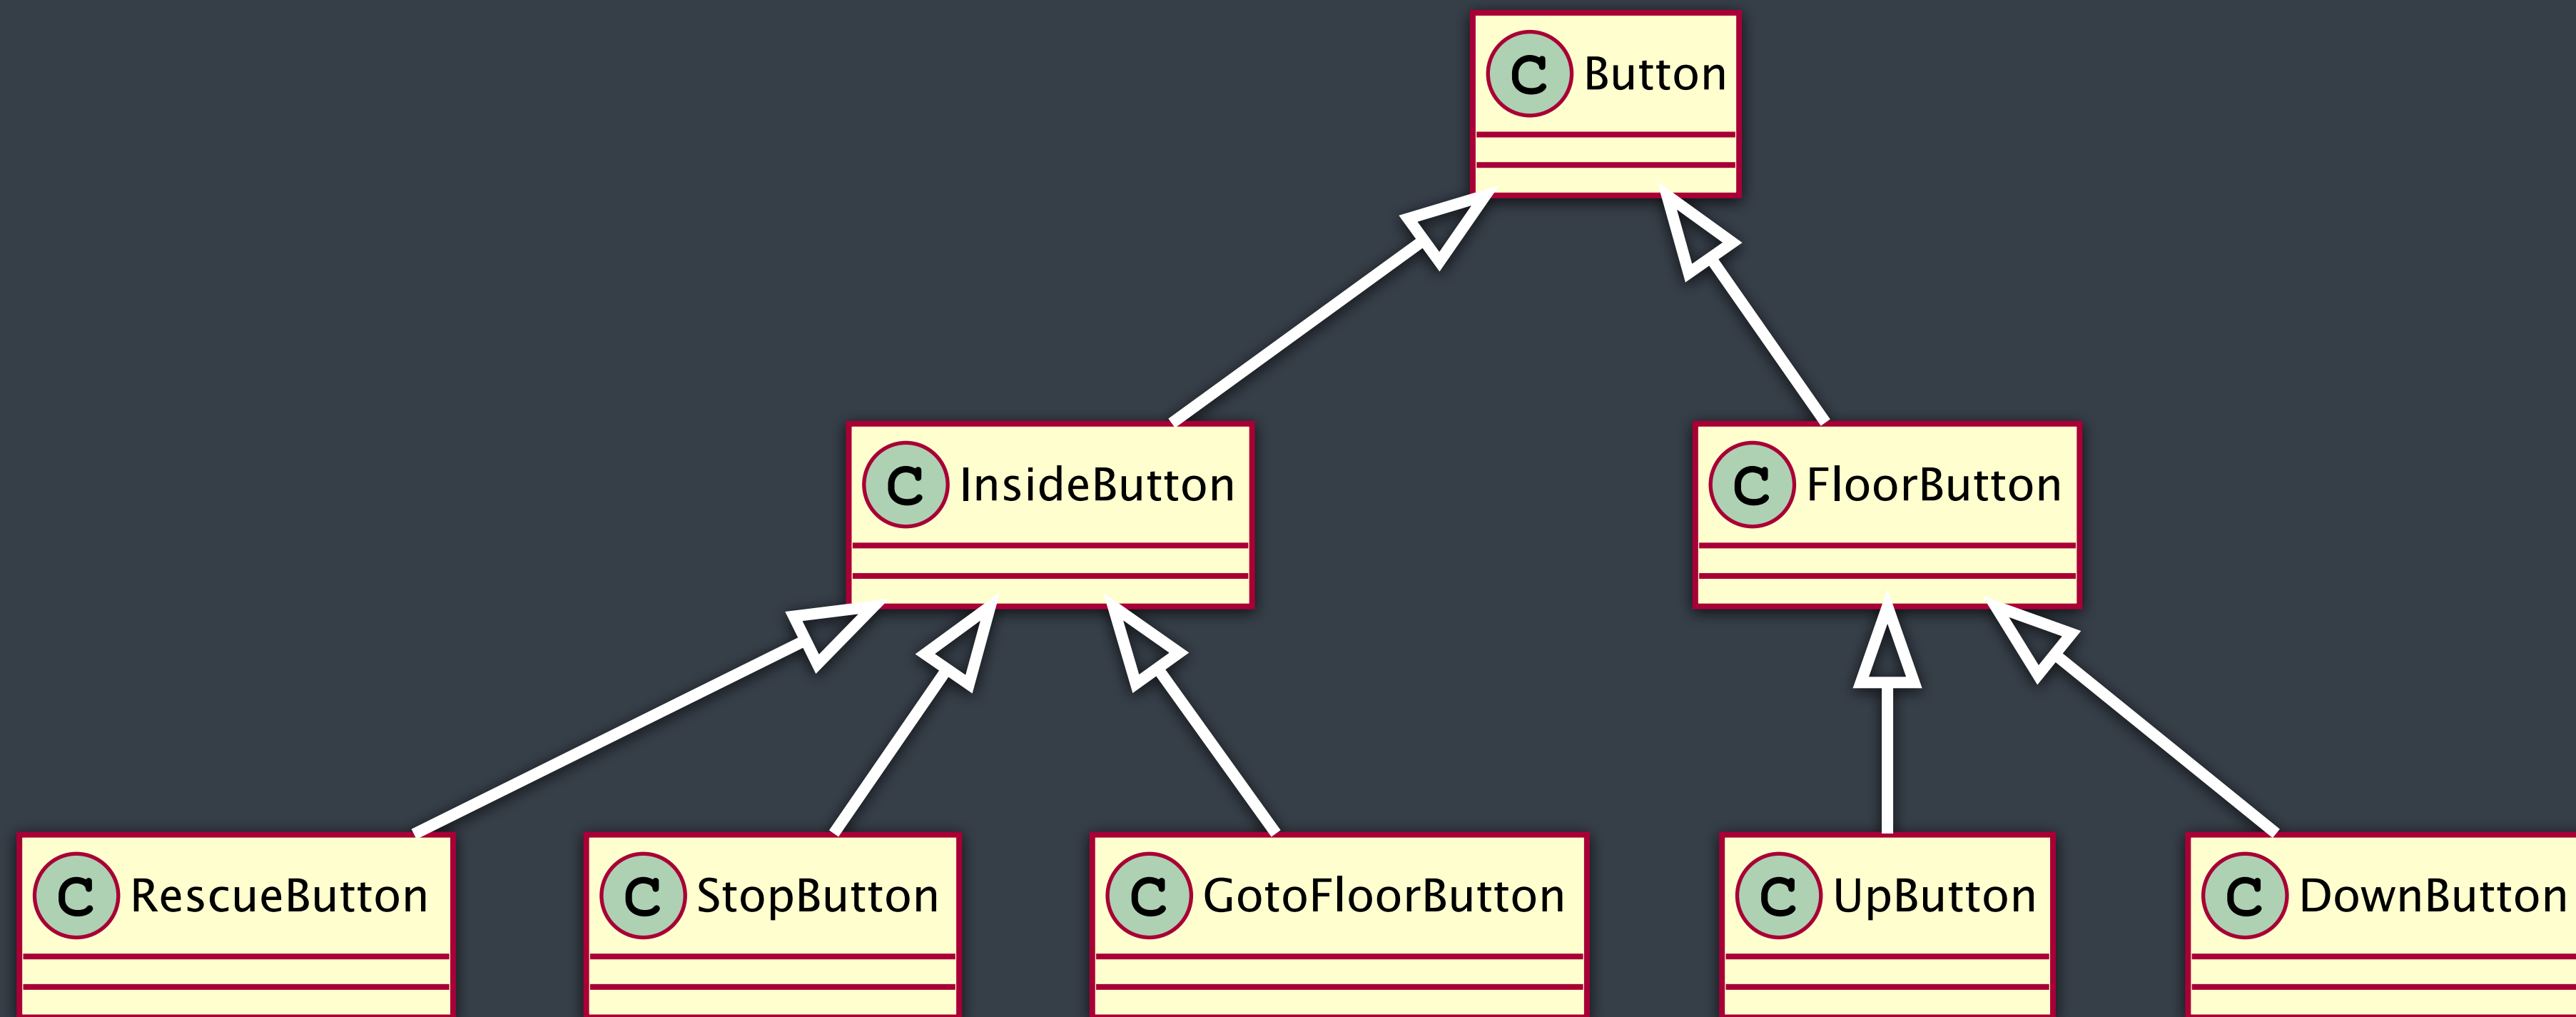 C Button
C InsideButton
C FloorButton
C RescueButton
C StopButton
C GotoFloorButton
C UpButton
C DownButton